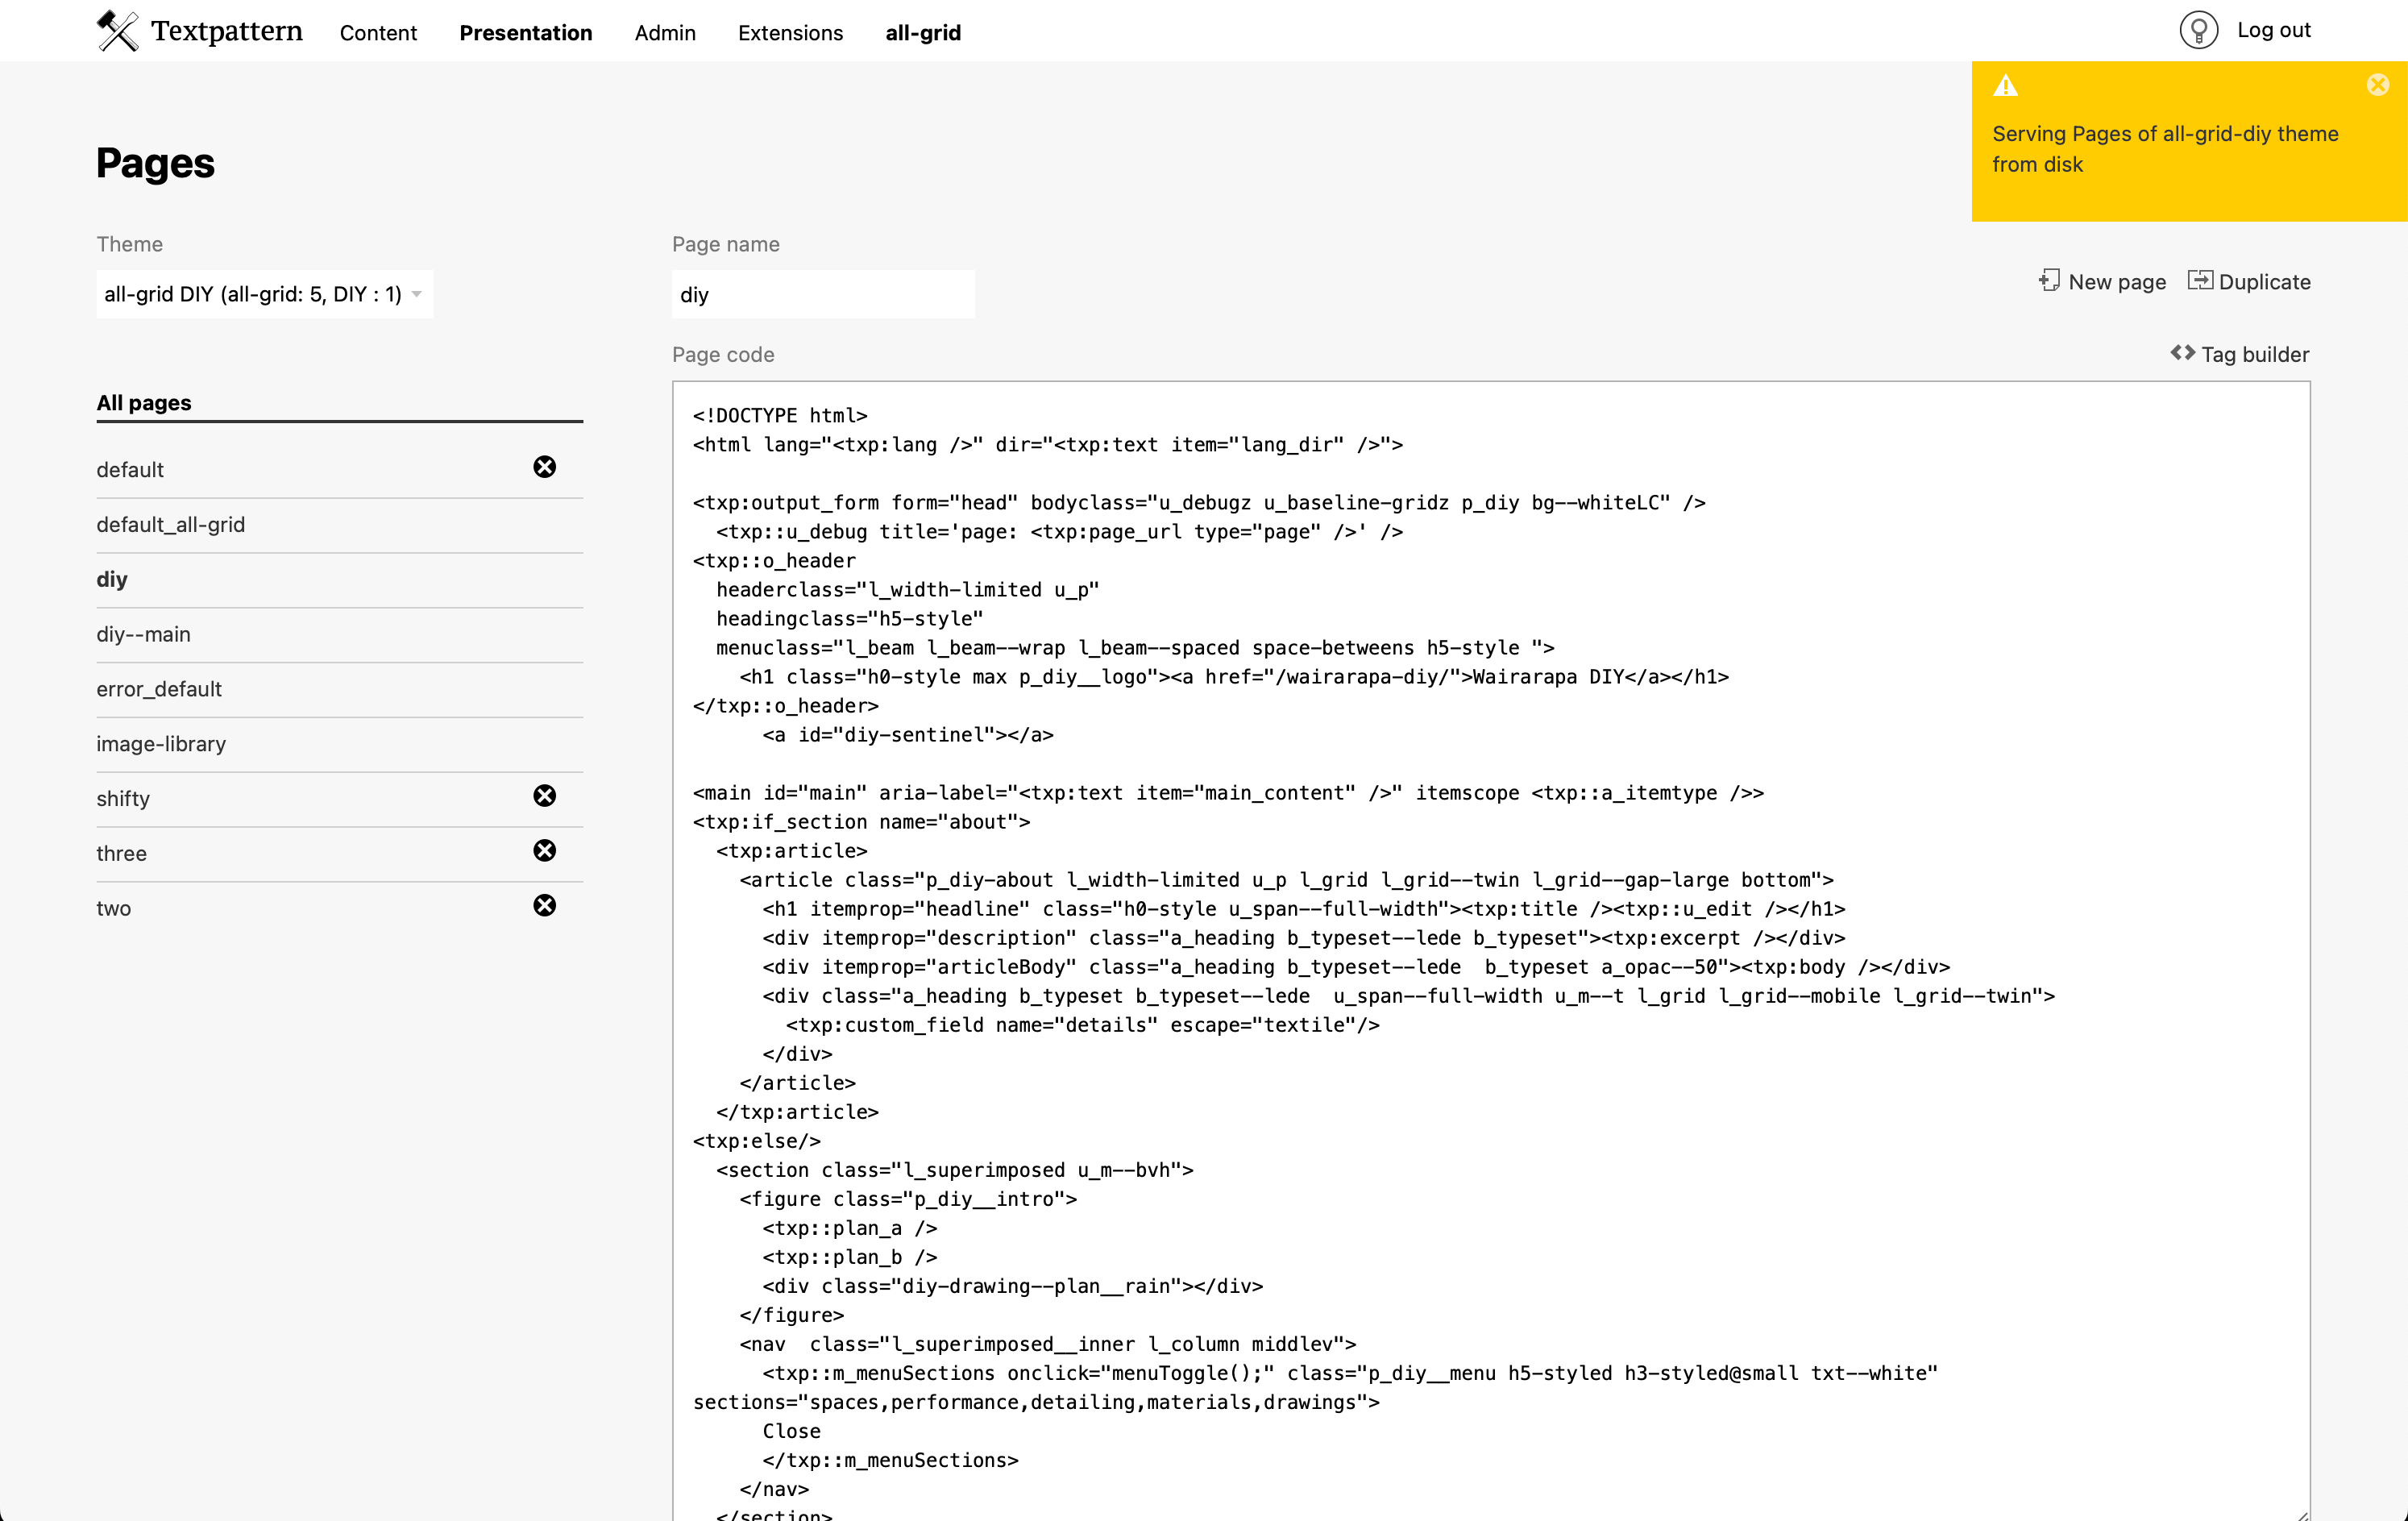 Textpattern
Content
Presentation
Admin
Extensions
all-grid
Log out
Serving Pages of all-grid-diy theme
from disk
Pages
Theme
all-grid DIY (all-grid: 5, DIY : 1)
All pages
default
default_all-grid
diy
diy--main
error_default
image-library
shifty
three
two
Page name
diy
New page
Duplicate
Page code
Tag builder
<!DOCTYPE html>
<html lang="<txp:lang />" dir="<txp:text item="lang_dir" />">
<txp:output_form form="head" bodyclass="u_debugz u_baseline-gridz p_diy bg--whiteLC" />
<txp::u_debug title='page: <txp:page_url type="page" />' />
<txp::o_header
headerclass="l_width-limited u_p"
headingclass="h5-style"
menuclass="l_beam l_beam--wrap l_beam--spaced space-betweens h5-style ">
<h1 class="h0-style max p_diy__logo"><a href="/wairarapa-diy/">Wairarapa DIY</a></h1>
</txp::o_header>
<a id="diy-sentinel"></a>
<main id="main" aria-label="<txp:text item="main_content" />" itemscope <txp::a_itemtype />>
<txp:if_section name="about">
<txp:article>
<article class="p_diy-about l_width-limited u_p l_grid l_grid--twin l_grid--gap-large bottom">
<h1 itemprop="headline" class="h0-style u_span--full-width"><txp:title /><txp::u_edit /></h1>
<div itemprop="description" class="a_heading b_typeset--lede b_typeset"><txp:excerpt /></div>
<div itemprop="articleBody" class="a_heading b_typeset--lede  b_typeset a_opac--50"><txp:body /></div>
<div class="a_heading b_typeset b_typeset--lede  u_span--full-width u_m--t l_grid l_grid--mobile l_grid--twin">
<txp:custom_field name="details" escape="textile"/>
</div>
</article>
</txp:article>
<txp:else/>
<section class="l_superimposed u_m--bvh">
<figure class="p_diy__intro">
<txp::plan_a />
<txp::plan_b />
<div class="diy-drawing--plan__rain"></div>
</figure>
<nav  class="l_superimposed__inner l_column middlev">
<txp::m_menuSections onclick="menuToggle();" class="p_diy__menu h5-styled h3-styled@small txt--white"
sections="spaces,performance,detailing,materials,drawings">
Close
</txp::m_menuSections>
</nav>
</section>